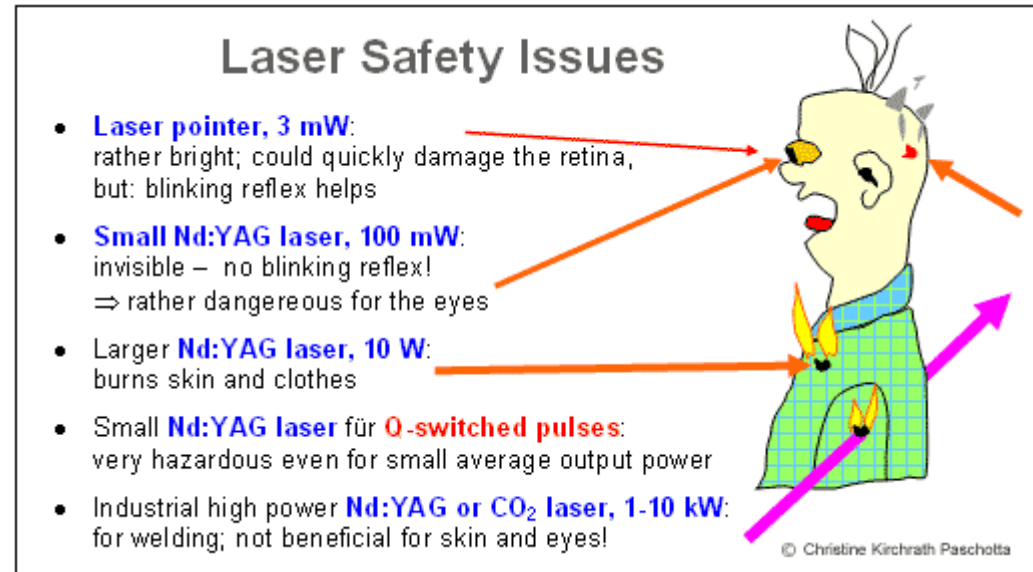 Laser Safety Issues
• Laser pointer, 3 mW:
rather bright; could quickly damage the retina,
but: blinking reflex helps
• Small Nd:YAG laser, 100 mW:
invisible – no blinking reflex!
⇒ rather dangereous for the eyes
• Larger Nd:YAG laser, 10 W:
burns skin and clothes
• Small Nd:YAG laser für Q-switched pulses:
very hazardous even for small average output power
• Industrial high power Nd:YAG or CO₂ laser, 1-10 kW:
for welding; not beneficial for skin and eyes!
© Christine Kirchrath Paschotta